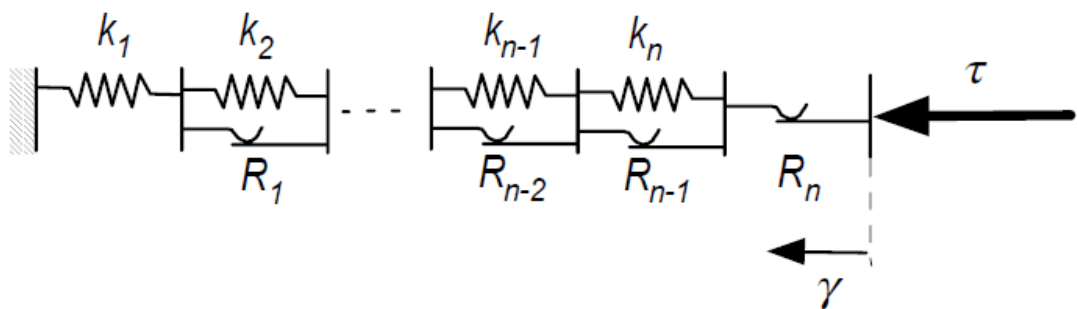 k1 k2 kn-1 kn
τ
R1 Rn-2 Rn-1 Rn
γ